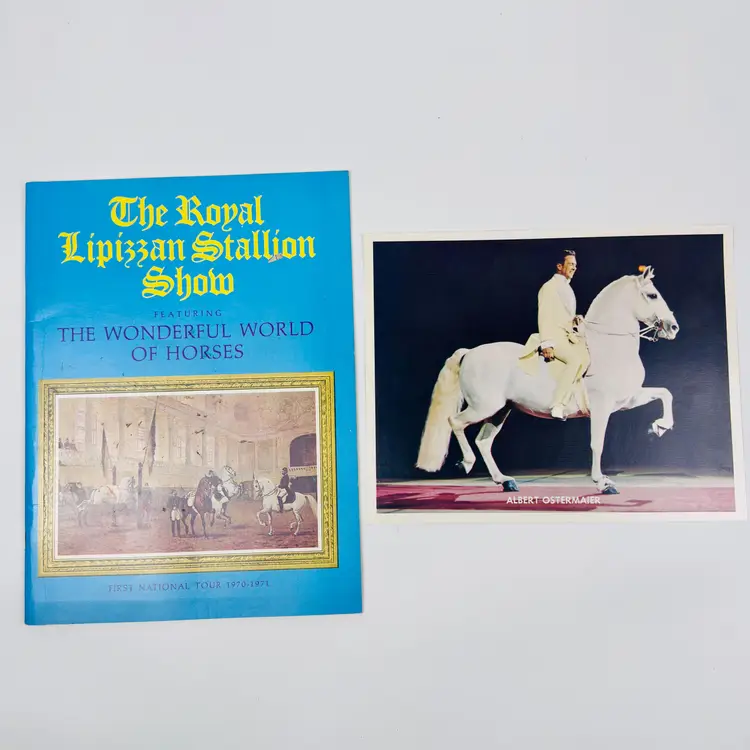 The Royal
Lipizzan Stallion
Show
FEATURING
THE WONDERFUL WORLD
OF HORSES
FIRST NATIONAL TOUR 1970-1971
ALBERT OSTERMAIER